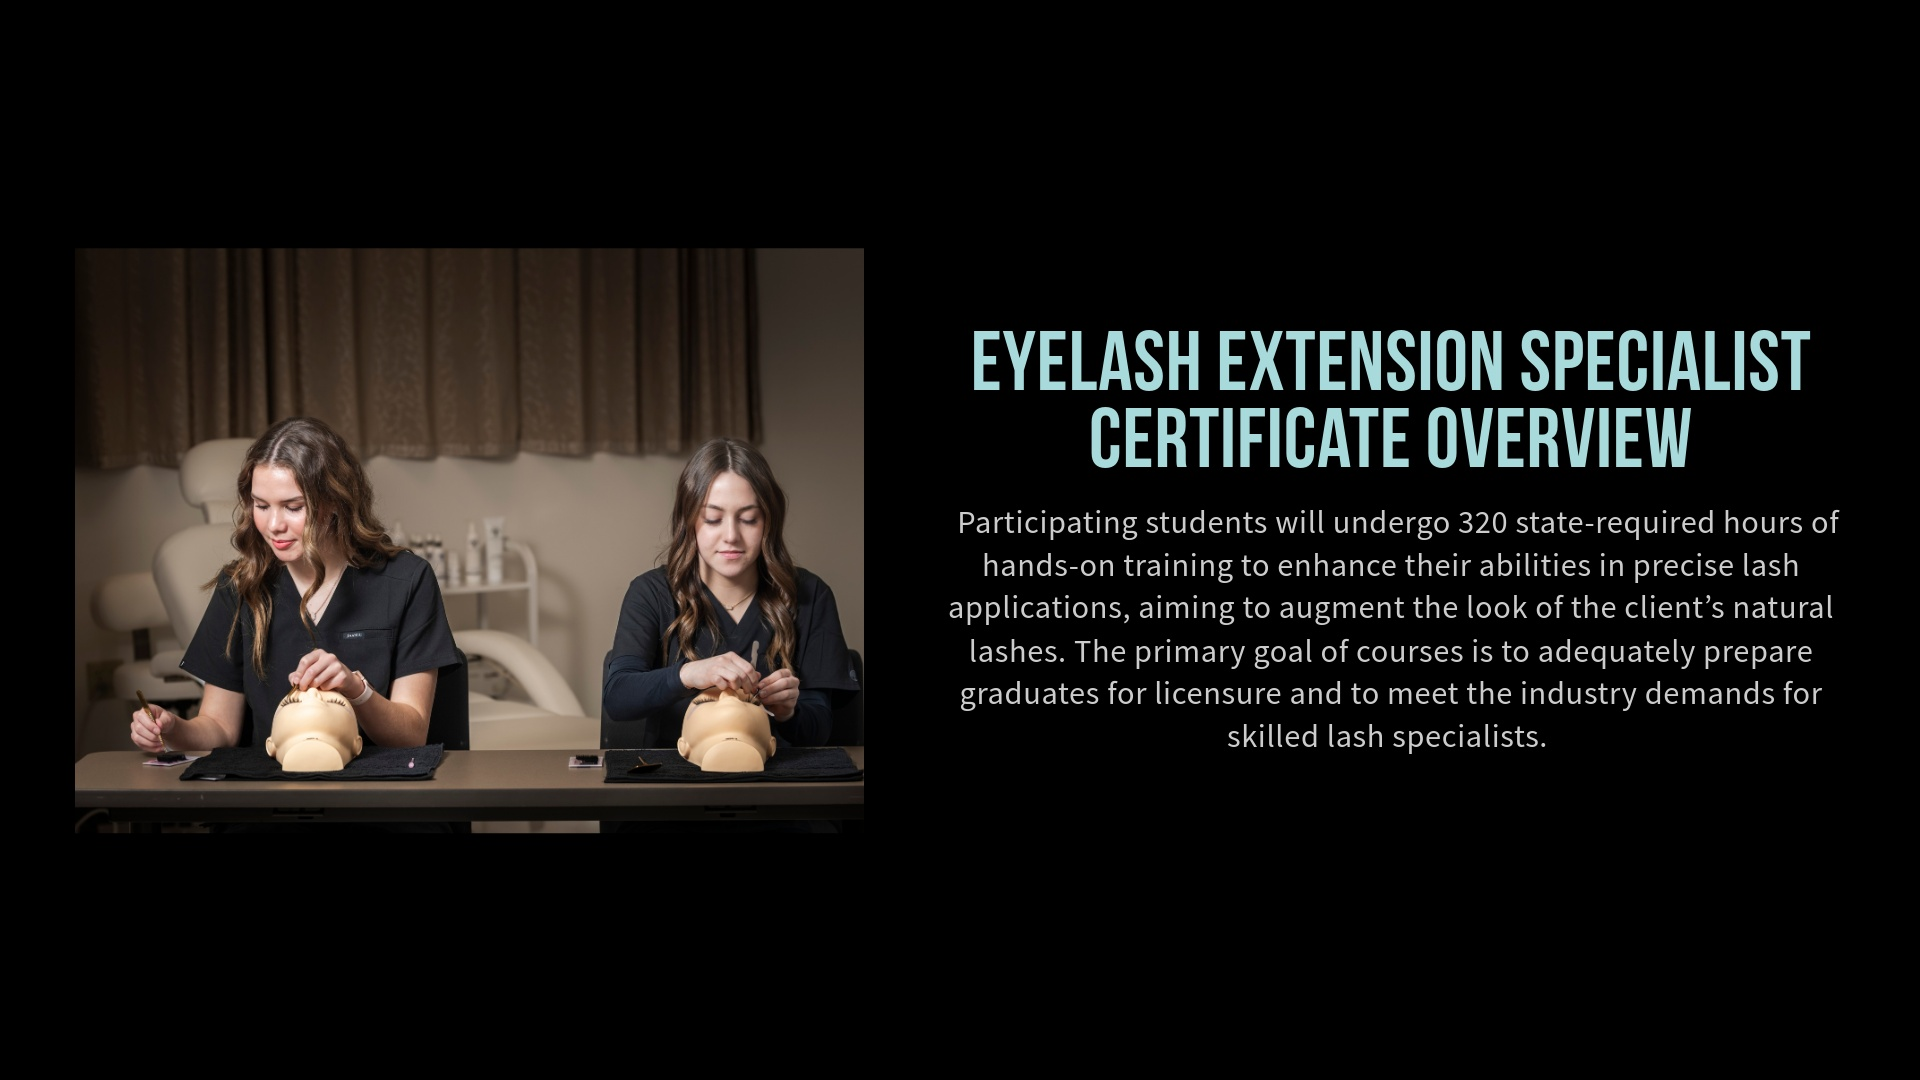 EYELASH EXTENSION SPECIALIST
CERTIFICATE OVERVIEW
Participating students will undergo 320 state-required hours of
hands-on training to enhance their abilities in precise lash
applications, aiming to augment the look of the client’s natural
lashes. The primary goal of courses is to adequately prepare
graduates for licensure and to meet the industry demands for
skilled lash specialists.